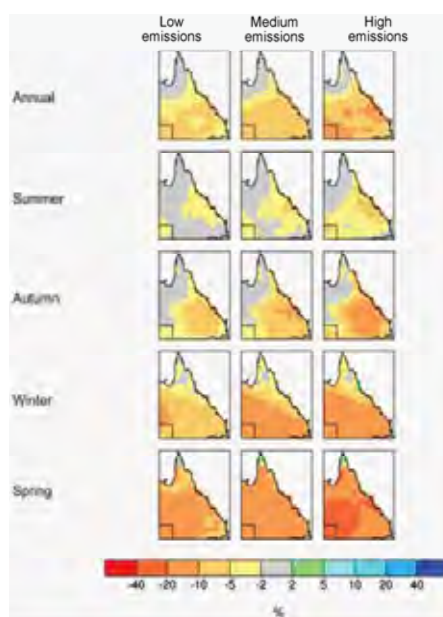 Low Medium High
emissions emissions emissions
Annual
Summer
Autumn
Winter
Spring
-40 -20 -10 -5 -2 2 5 10 20 40
%